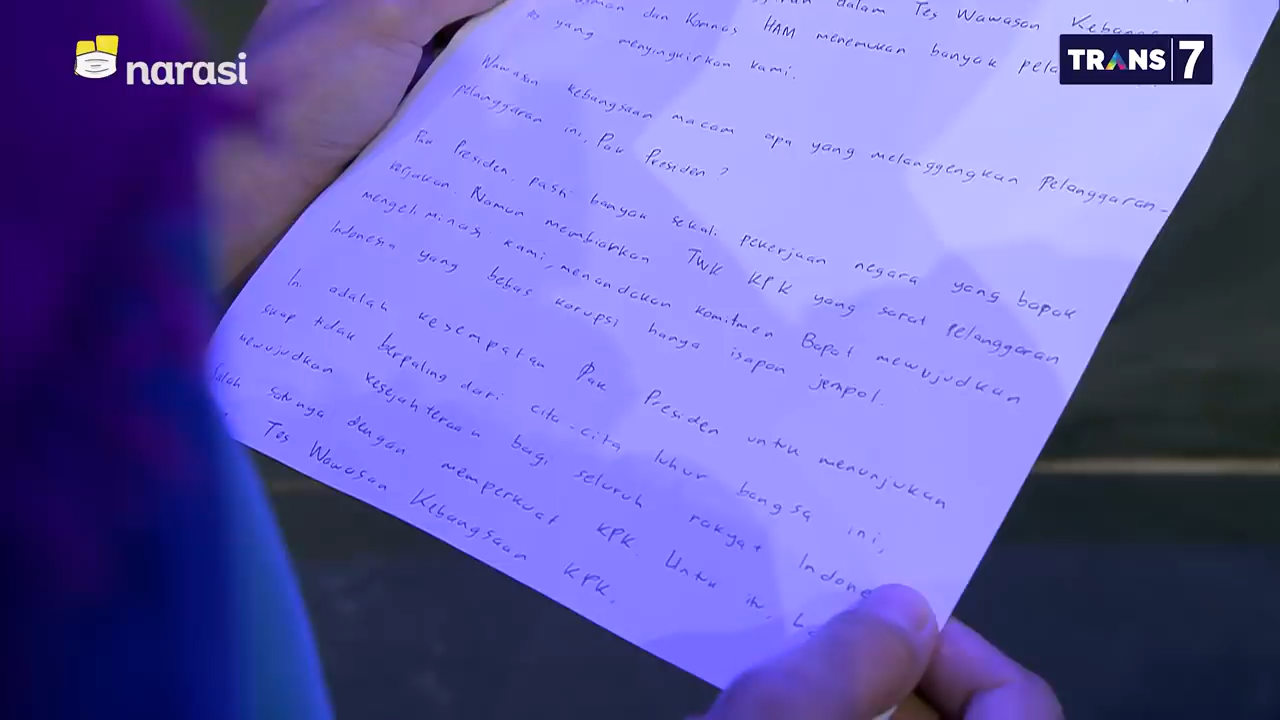 narasi
TRANS 7
dalam Tes Wawasan
dan Komnas HAM menemukan banyak
yang menyingkirkan kami.
Wawasan kebangsaan macam apa yang melanggengkan pelanggaran-
pelanggaran ini, Pak Presiden?
Pak Presiden, pasti banyak sekali pekerjaan negara yang bapak
kerjakan. Namun membiarkan TWK KPK yang sarat pelanggaran
mengeliminasi kami, menandakan komitmen Bapak mewujudkan
Indonesia yang bebas korupsi hanya isapan jempol.
Ini adalah kesempatan Pak Presiden untuk menunjukan
tidak berpaling dari cita-cita luhur bangsa ini,
mewujudkan kesejahteraan bagi seluruh rakyat Indone
Salah satunya dengan memperkuat KPK. Untuk itu,
Tes Wawasan Kebangsaan KPK.